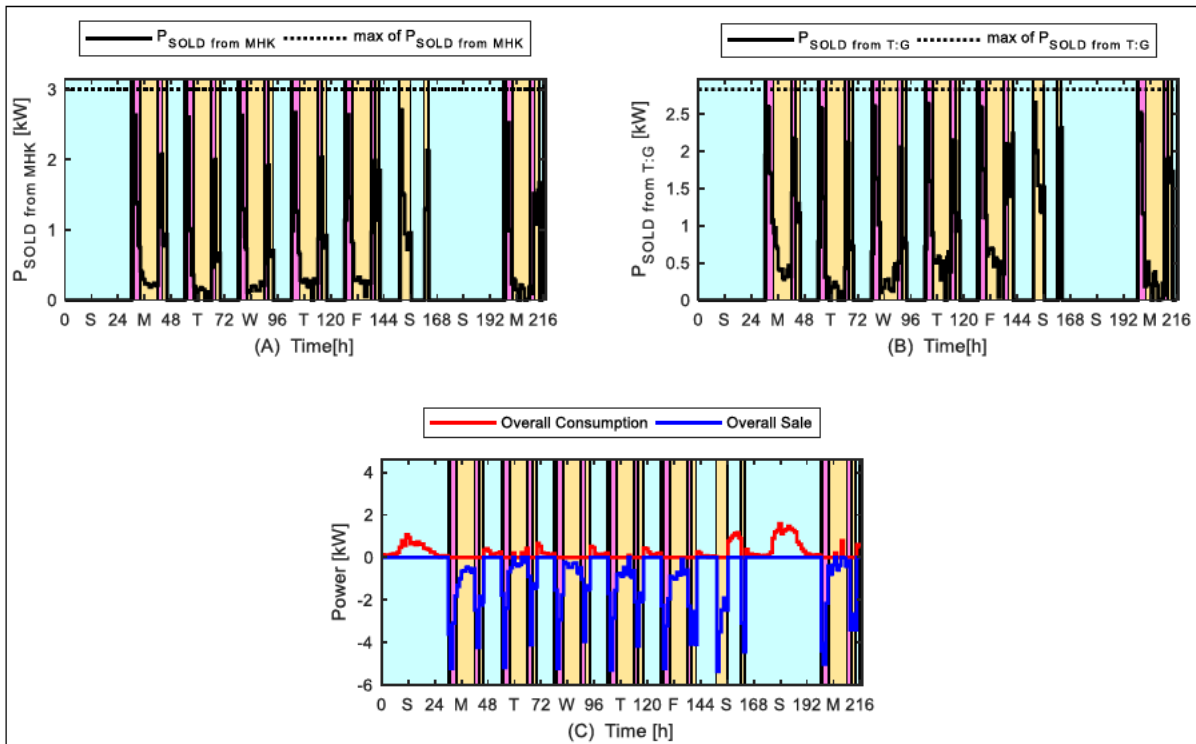 P SOLD from MHK max of P SOLD from MHK
3
2
1
0
P SOLD from MHK [kW]
0 S 24 M 48 T 72 W 96 T 120 F 144 S 168 S 192 M 216
(A) Time[h]
P SOLD from T:G max of P SOLD from T:G
2.5
2
1.5
1
0.5
0
P SOLD from T:G [kW]
0 S 24 M 48 T 72 W 96 T 120 F 144 S 168 S 192 M 216
(B) Time[h]
Overall Consumption Overall Sale
4
2
0
-2
-4
-6
Power [kW]
0 S 24 M 48 T 72 W 96 T 120 F 144 S 168 S 192 M 216
(C) Time [h]